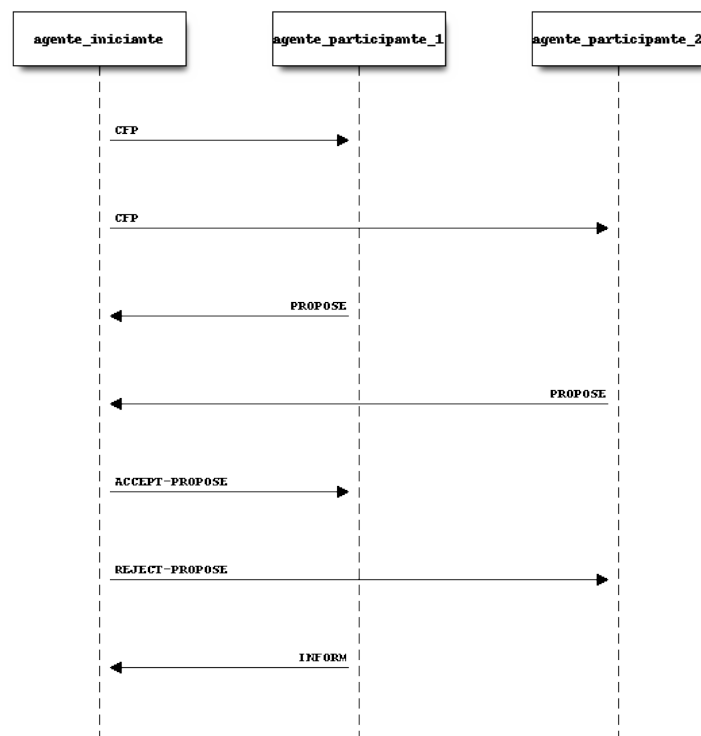 agente_iniciante
agente_participante_1
agente_participante_2
CFP
CFP
PROPOSE
PROPOSE
ACCEPT-PROPOSE
REJECT-PROPOSE
INFORM